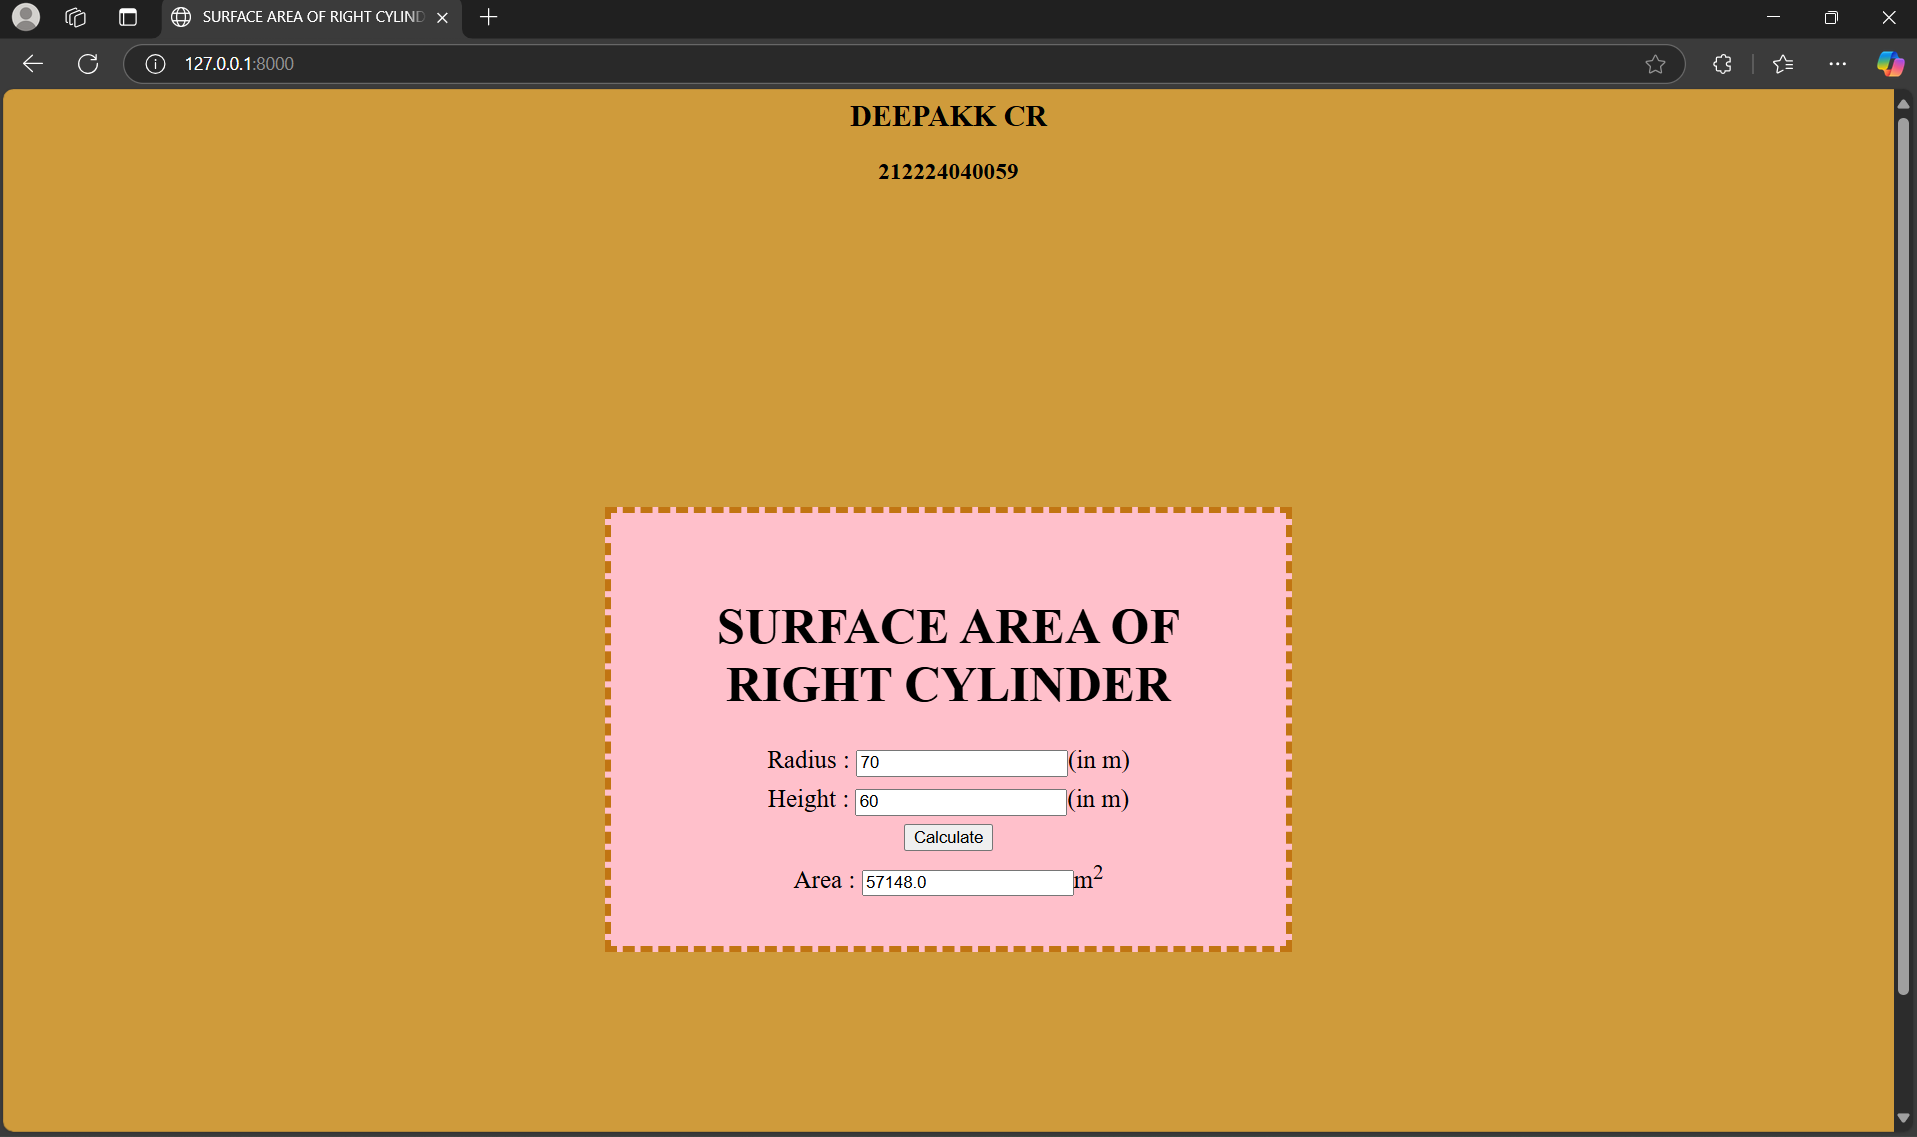 SURFACE AREA OF RIGHT CYLIND
127.0.0.1:8000
DEEPAKK CR
212224040059
SURFACE AREA OF
RIGHT CYLINDER
Radius : 70 (in m)
Height : 60 (in m)
Calculate
Area : 57148.0 m²